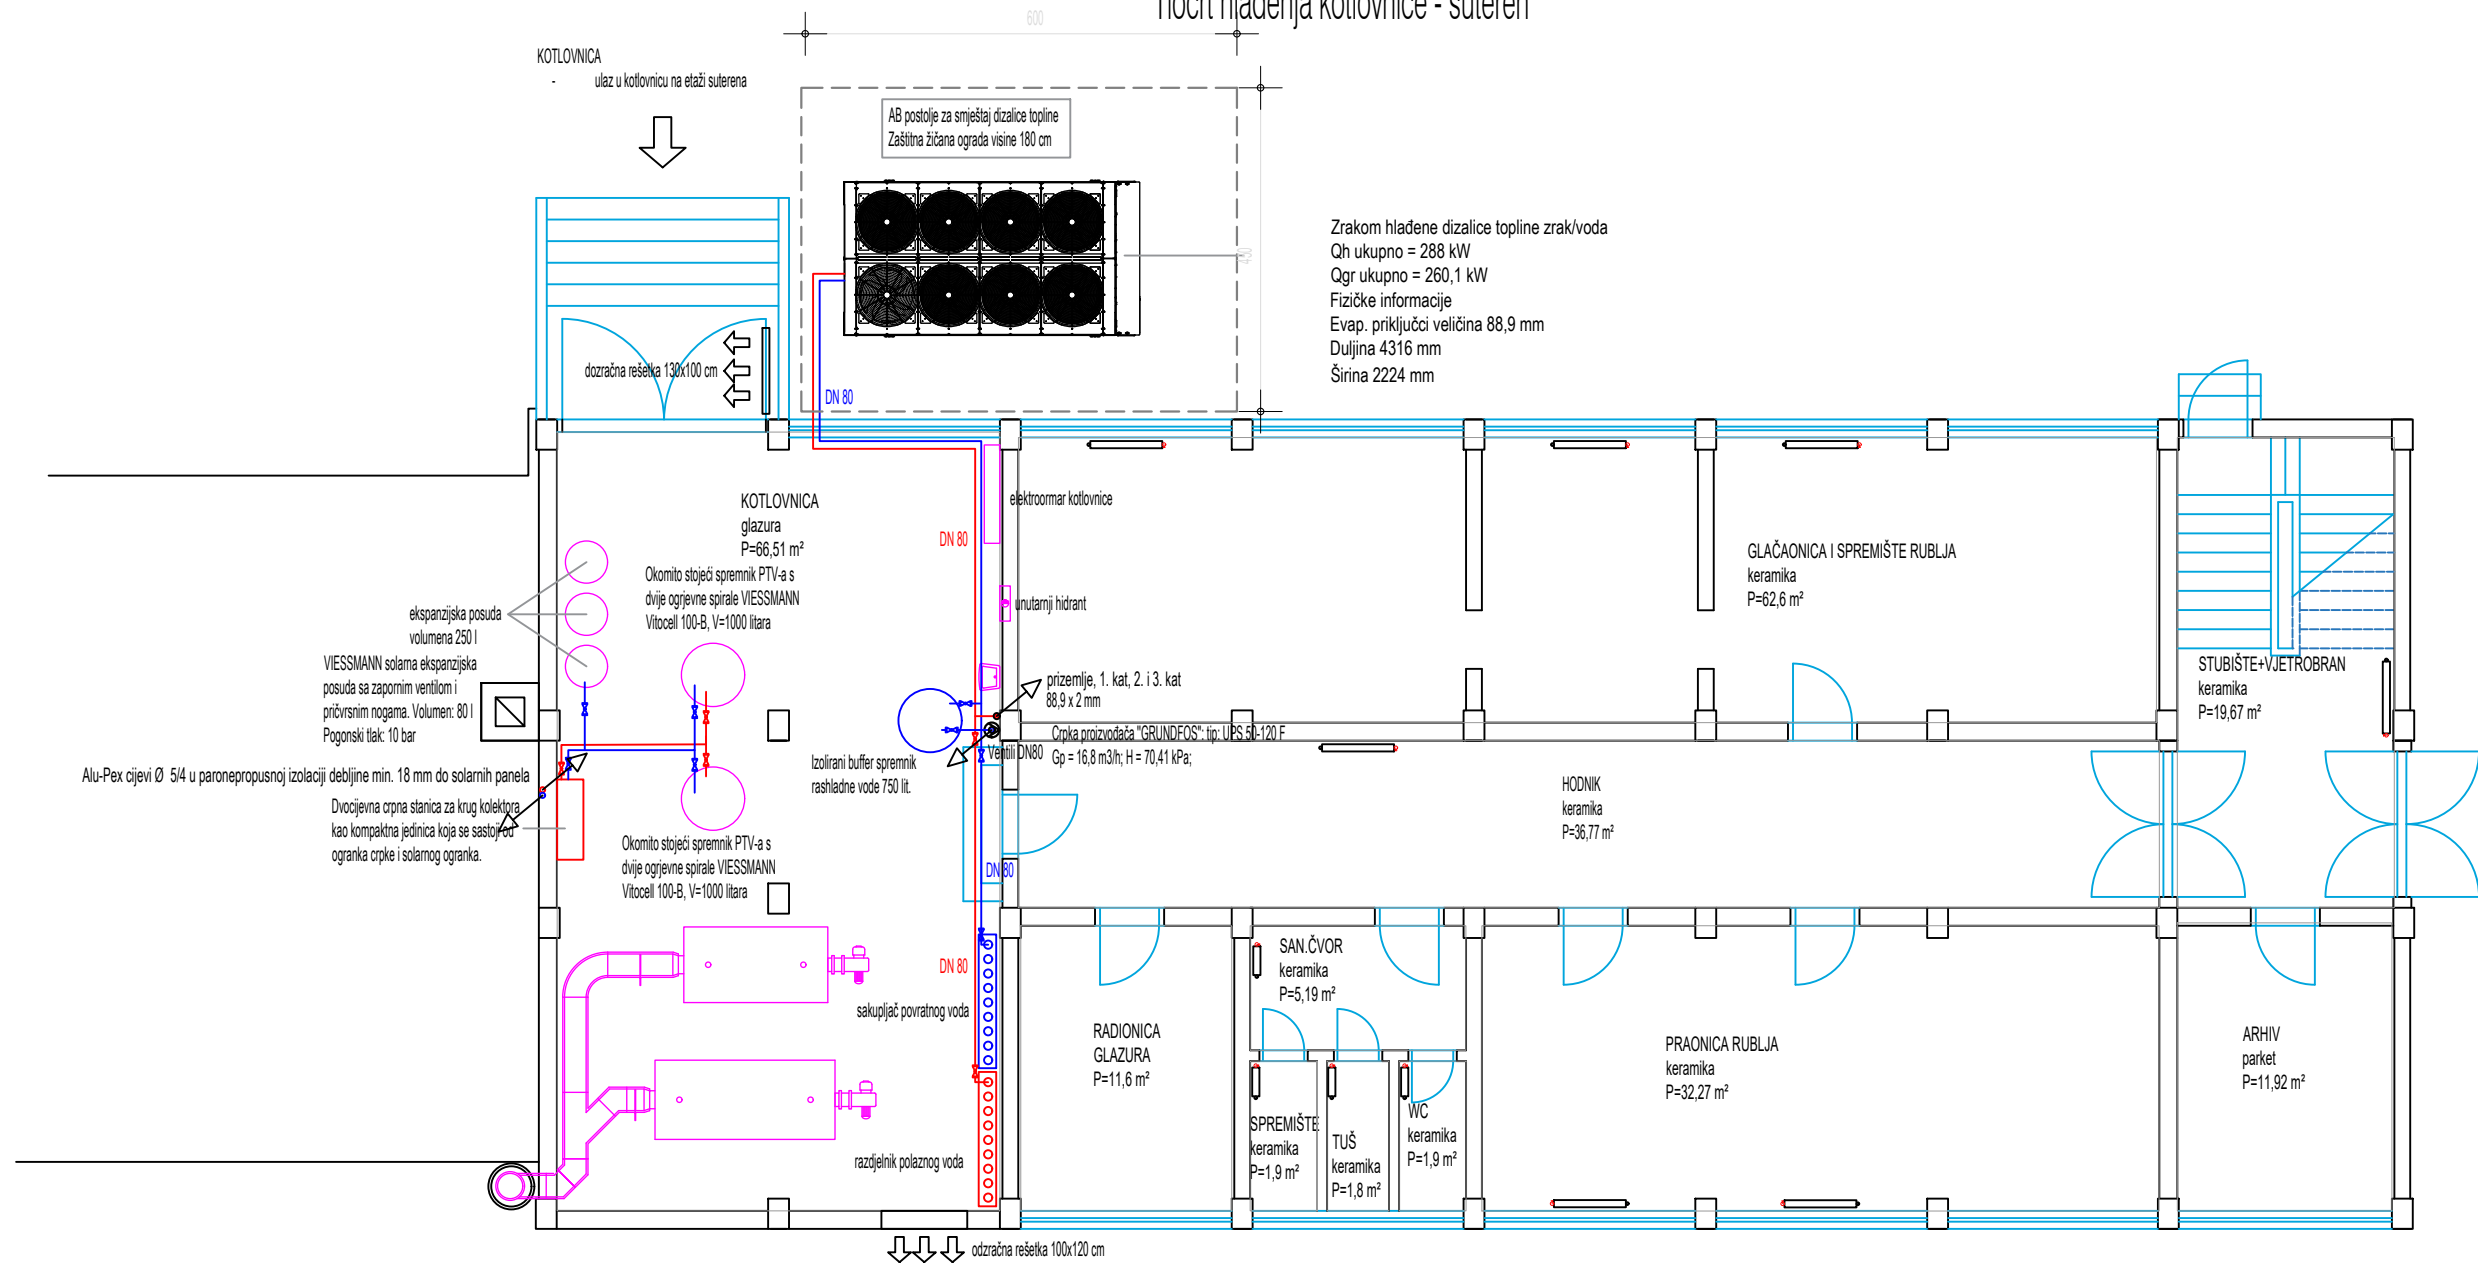 Tlocrt hlađenja kotlovnice - suteren
600
KOTLOVNICA
- ulaz u kotlovnicu na etaži suterena
AB postolje za smještaj dizalice topline
Zaštitna žičana ograda visine 180 cm
450
Zrakom hlađene dizalice topline zrak/voda
Qh ukupno = 288 kW
Qgr ukupno = 260,1 kW
Fizičke informacije
Evap. priključci veličina 88,9 mm
Duljina 4316 mm
Širina 2224 mm
dozračna rešetka 130x100 cm
DN 80
KOTLOVNICA
glazura
P=66,51 m²
elektroormar kotlovnice
DN 80
GLAČAONICA I SPREMIŠTE RUBLJA
keramika
P=62,6 m²
Okomito stojeći spremnik PTV-a s
dvije ogrjevne spirale VIESSMANN
Vitocell 100-B, V=1000 litara
unutarnji hidrant
ekspanzijska posuda
volumena 250 l
VIESSMANN solarna ekspanzijska
posuda sa zapornim ventilom i
pričvrsnim nogama. Volumen: 80 l
Pogonski tlak: 10 bar
STUBIŠTE+VJETROBRAN
keramika
P=19,67 m²
prizemlje, 1. kat, 2. i 3. kat
88,9 x 2 mm
Crpka proizvođača "GRUNDFOS": tip: UPS 50-120 F
Gp = 16,8 m3/h; H = 70,41 kPa;
Ventili DN80
Izolirani buffer spremnik
rashladne vode 750 lit.
Alu-Pex cijevi Ø 5/4 u paronepropusnoj izolaciji debljine min. 18 mm do solarnih panela
Dvocijevna crpna stanica za krug kolektora
kao kompaktna jedinica koja se sastoji od
ogranka crpke i solarnog ogranka.
HODNIK
keramika
P=36,77 m²
Okomito stojeći spremnik PTV-a s
dvije ogrjevne spirale VIESSMANN
Vitocell 100-B, V=1000 litara
DN 80
DN 80
SAN.ČVOR
keramika
P=5,19 m²
sakupljač povratnog voda
RADIONICA
GLAZURA
P=11,6 m²
PRAONICA RUBLJA
keramika
P=32,27 m²
ARHIV
parket
P=11,92 m²
SPREMIŠTE
keramika
P=1,9 m²
TUŠ
keramika
P=1,8 m²
WC
keramika
P=1,9 m²
razdjelnik polaznog voda
odzračna rešetka 100x120 cm